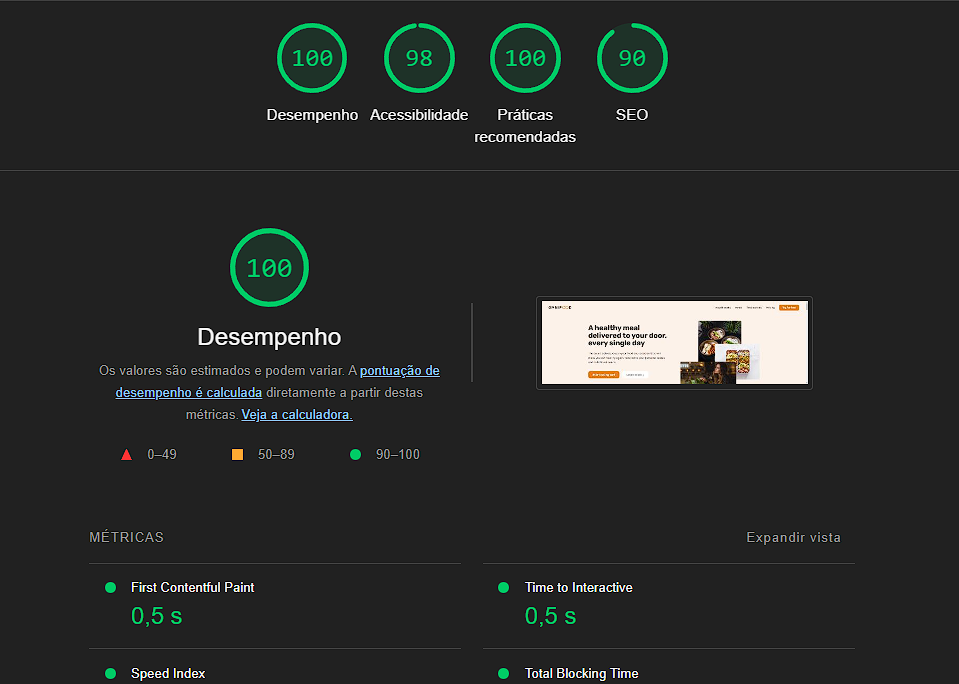 100 98 100 90
Desempenho Acessibilidade Práticas recomendadas SEO
100
Desempenho
Os valores são estimados e podem variar. A pontuação de
desempenho é calculada diretamente a partir destas
métricas. Veja a calculadora.
0–49 50–89 90–100
A healthy meal
delivered to your door.
every single day
MÉTRICAS Expandir vista
First Contentful Paint Time to Interactive
0,5 s 0,5 s
Speed Index Total Blocking Time